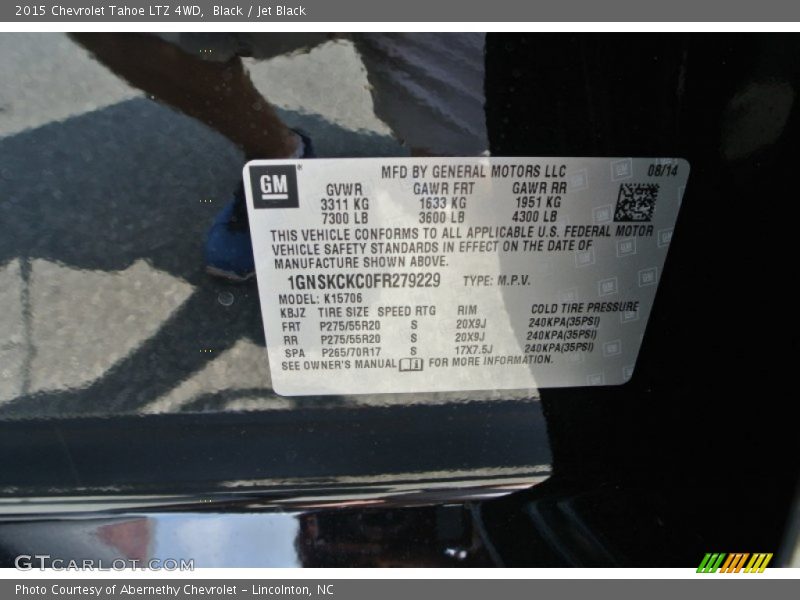 2015 Chevrolet Tahoe LTZ 4WD,  Black / Jet Black
GM
MFD BY GENERAL MOTORS LLC 08/14
GVWR GAWR FRT GAWR RR
3311 KG 1633 KG 1951 KG
7300 LB 3600 LB 4300 LB
THIS VEHICLE CONFORMS TO ALL APPLICABLE U.S. FEDERAL MOTOR
VEHICLE SAFETY STANDARDS IN EFFECT ON THE DATE OF
MANUFACTURE SHOWN ABOVE.
1GNSKCKC0FR279229 TYPE: M.P.V.
MODEL: K15706
KBJZ TIRE SIZE SPEED RTG RIM COLD TIRE PRESSURE
FRT P275/55R20 S 20X9J 240KPA(35PSI)
RR P275/55R20 S 20X9J 240KPA(35PSI)
SPA P265/70R17 S 17X7.5J 240KPA(35PSI)
SEE OWNER'S MANUAL FOR MORE INFORMATION.
GTCARLOT.COM
Photo Courtesy of Abernethy Chevrolet – Lincolnton, NC